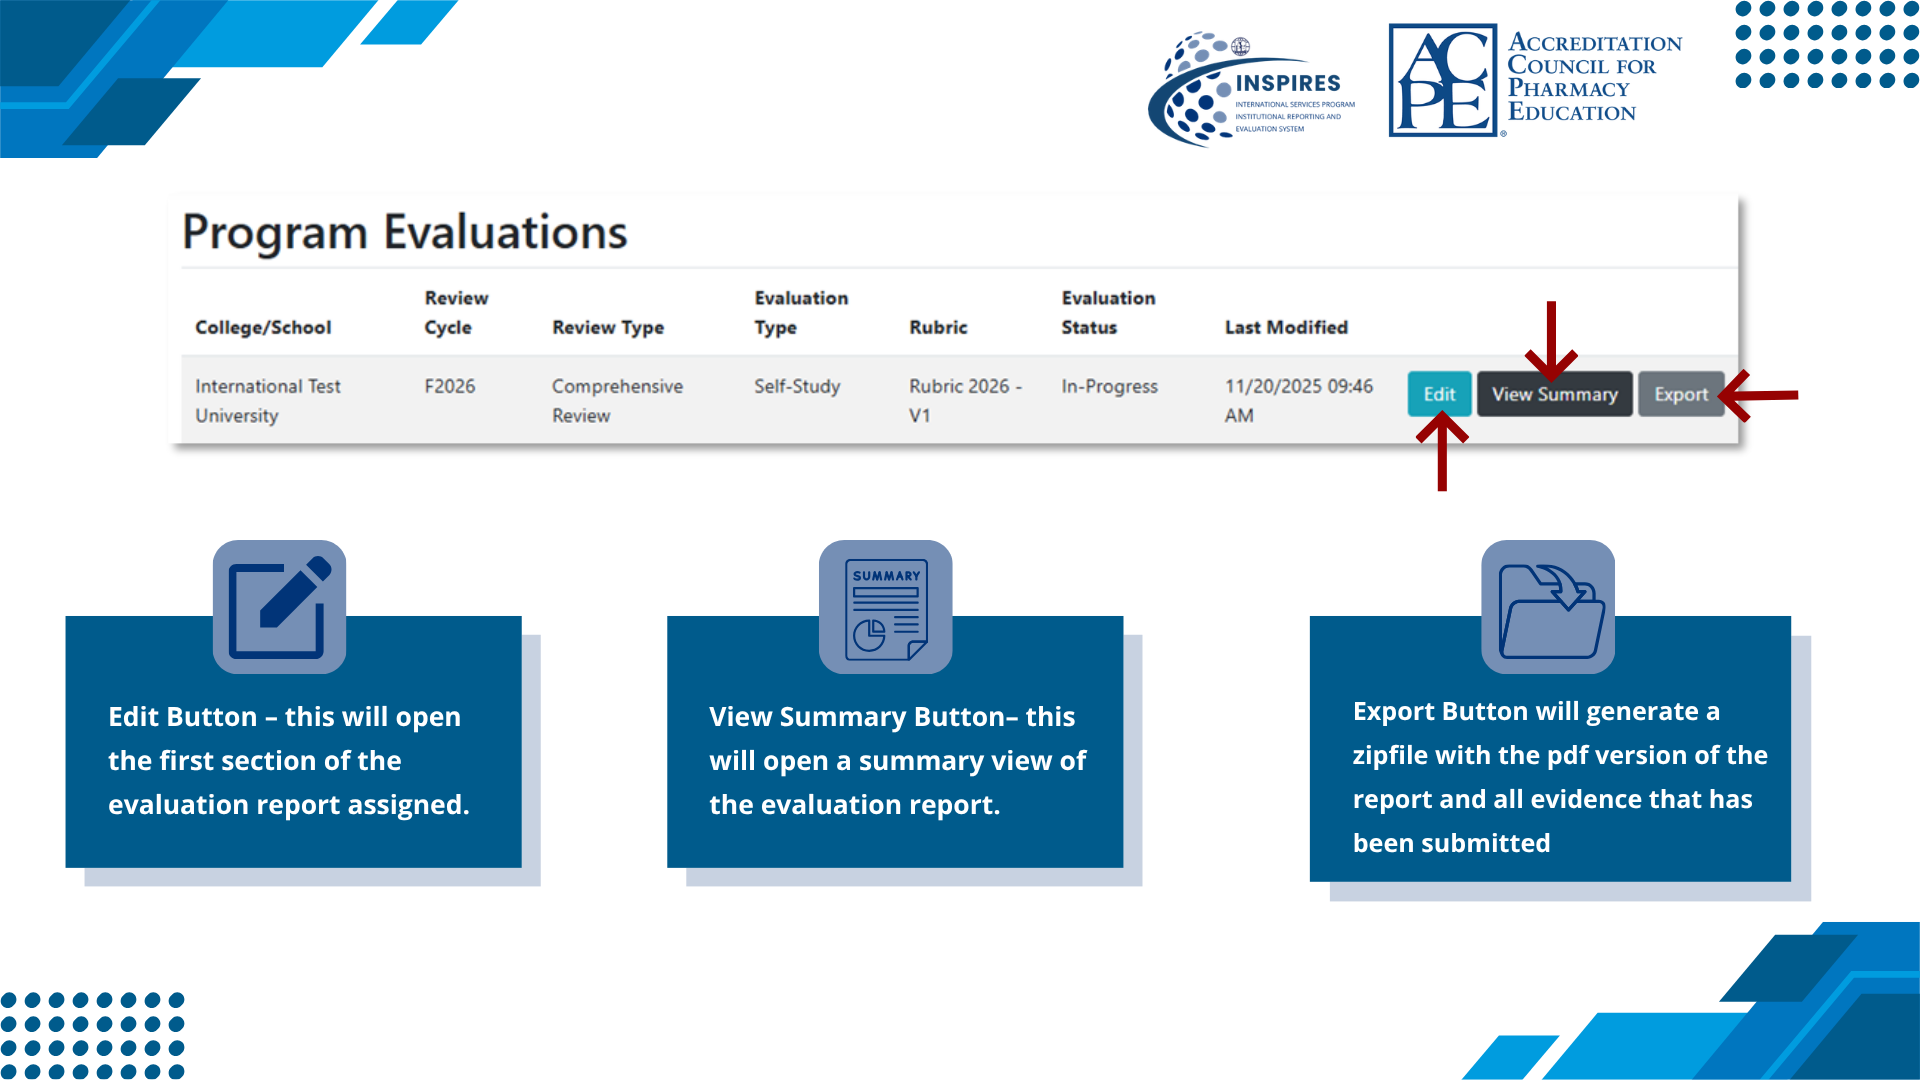 INSPIRES
INTERNATIONAL SERVICES PROGRAM
INSTITUTIONAL REPORTING AND
EVALUATION SYSTEM
ACPE
ACCREDITATION
COUNCIL FOR
PHARMACY
EDUCATION
®
Program Evaluations
College/School Review Cycle Review Type Evaluation Type Rubric Evaluation Status Last Modified
International Test University F2026 Comprehensive Review Self-Study Rubric 2026 - V1 In-Progress 11/20/2025 09:46 AM Edit View Summary Export
Edit Button – this will open
the first section of the
evaluation report assigned.
SUMMARY
View Summary Button– this
will open a summary view of
the evaluation report.
Export Button will generate a
zipfile with the pdf version of the
report and all evidence that has
been submitted